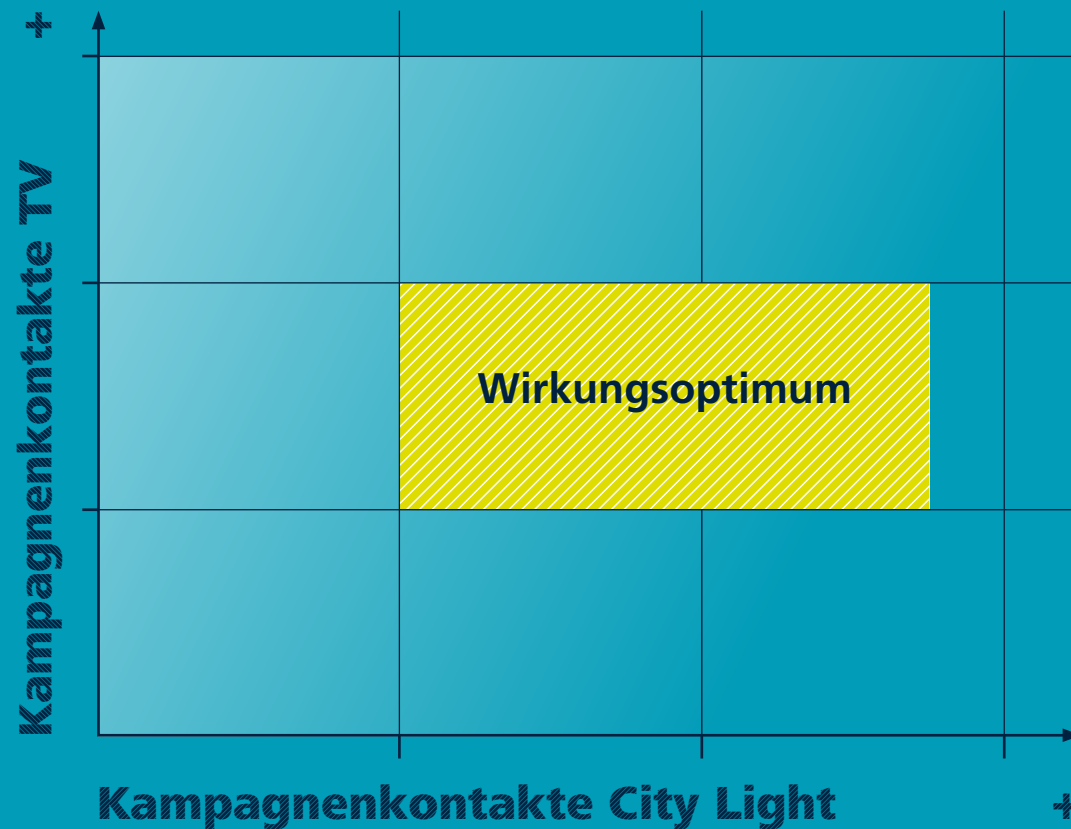 +
Kampagnenkontakte TV
Wirkungsoptimum
Kampagnenkontakte City Light
+